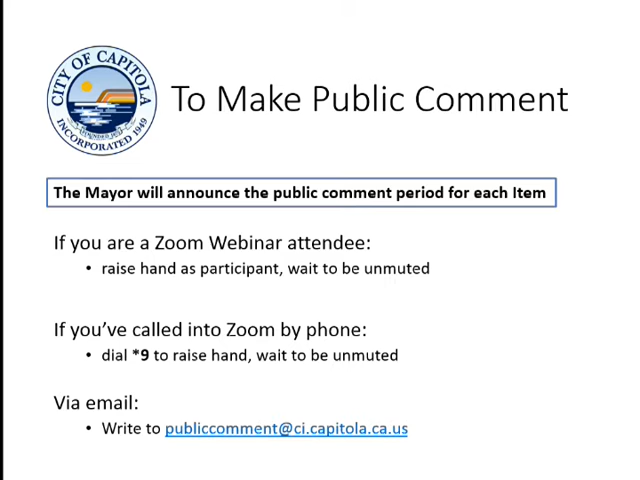 CITY OF CAPITOLA
INCORPORATED 1949
To Make Public Comment
The Mayor will announce the public comment period for each Item
If you are a Zoom Webinar attendee:
• raise hand as participant, wait to be unmuted
If you've called into Zoom by phone:
• dial *9 to raise hand, wait to be unmuted
Via email:
• Write to publiccomment@ci.capitola.ca.us